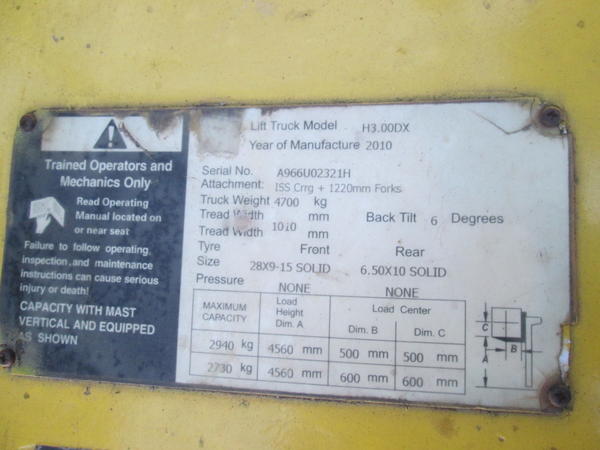 Trained Operators and
Mechanics Only
Read Operating
Manual located on
or near seat
Failure to follow operating,
inspection,and maintenance
instructions can cause serious
injury or death!
CAPACITY WITH MAST
VERTICAL AND EQUIPPED
AS SHOWN
Lift Truck Model H3.00DX
Year of Manufacture 2010
Serial No. A966U02321H
Attachment: ISS Crrg + 1220mm Forks
Truck Weight 4700 kg
Tread Width mm Back Tilt 6 Degrees
Tread Width 1010 mm
Tyre Front Rear
Size 28X9-15 SOLID 6.50X10 SOLID
Pressure NONE NONE
MAXIMUM CAPACITY Load Height Dim. A Load Center
Dim. B Dim. C
2940 kg 4560 mm 500 mm 500 mm
2730 kg 4560 mm 600 mm 600 mm
C
B
A